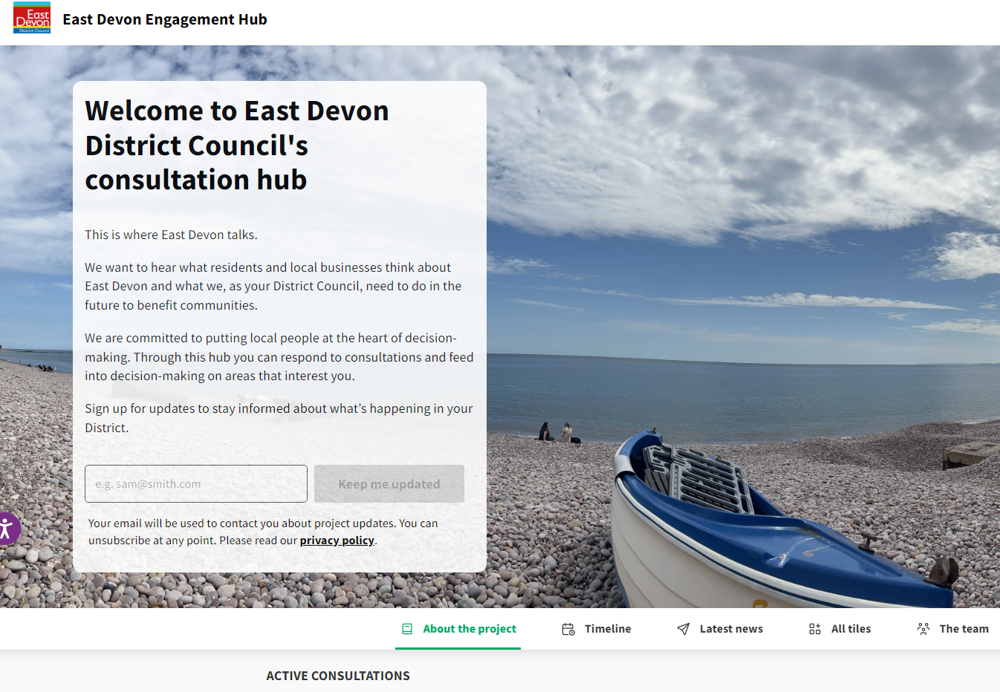 East
Devon
District Council
East Devon Engagement Hub
Welcome to East Devon
District Council's
consultation hub
This is where East Devon talks.
We want to hear what residents and local businesses think about
East Devon and what we, as your District Council, need to do in the
future to benefit communities.
We are committed to putting local people at the heart of decision-
making. Through this hub you can respond to consultations and feed
into decision-making on areas that interest you.
Sign up for updates to stay informed about what’s happening in your
District.
e.g. sam@smith.com
Keep me updated
Your email will be used to contact you about project updates. You can
unsubscribe at any point. Please read our privacy policy.
About the project
Timeline
Latest news
All tiles
The team
ACTIVE CONSULTATIONS